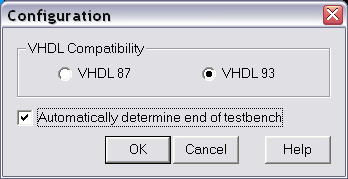 Configuration
VHDL Compatibility
VHDL 87
VHDL 93
Automatically determine end of testbench
OK
Cancel
Help